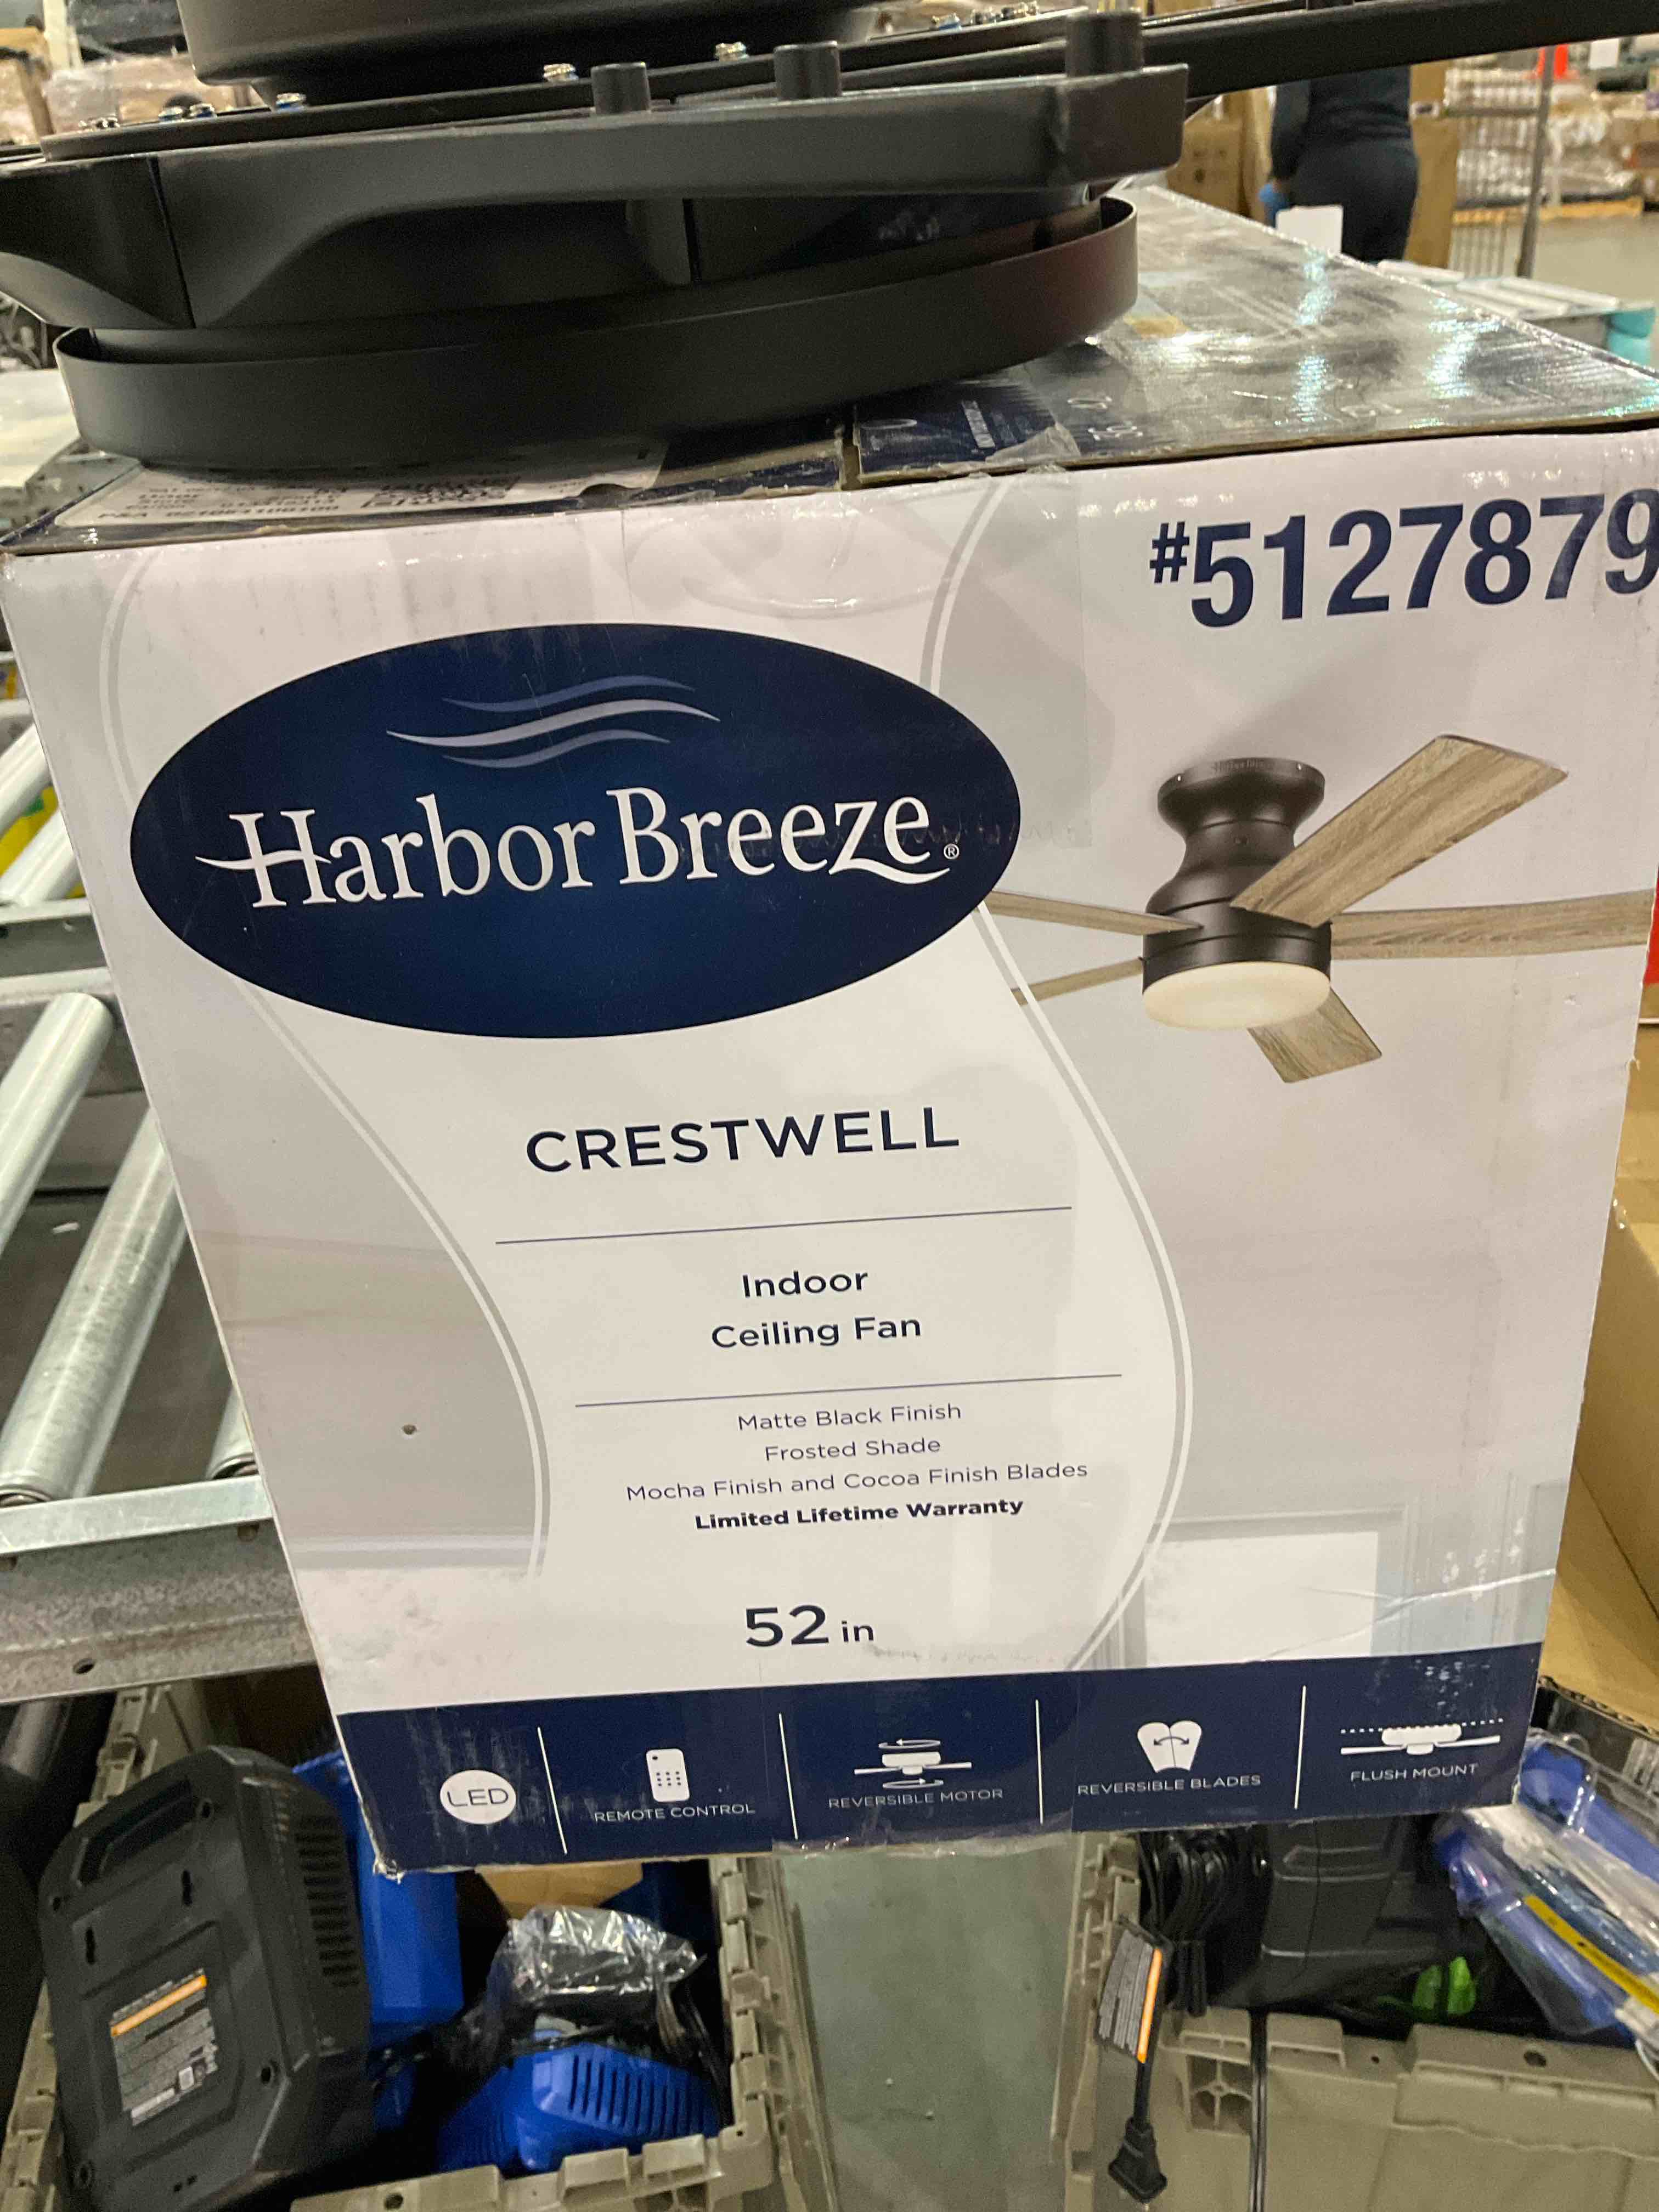 #5127879
Harbor Breeze®
CRESTWELL
Indoor
Ceiling Fan
Matte Black Finish
Frosted Shade
Mocha Finish and Cocoa Finish Blades
Limited Lifetime Warranty
52 in
LED
REMOTE CONTROL
REVERSIBLE MOTOR
REVERSIBLE BLADES
FLUSH MOUNT